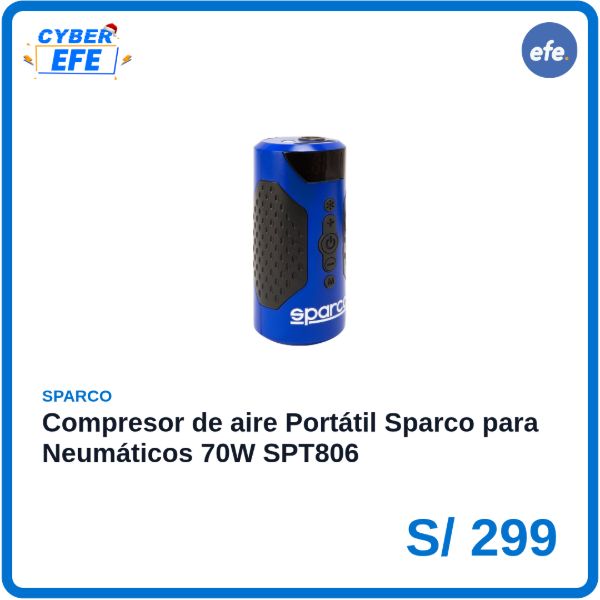 CYBER
EFE
efe.
sparco
SPARCO
Compresor de aire Portátil Sparco para
Neumáticos 70W SPT806
S/ 299